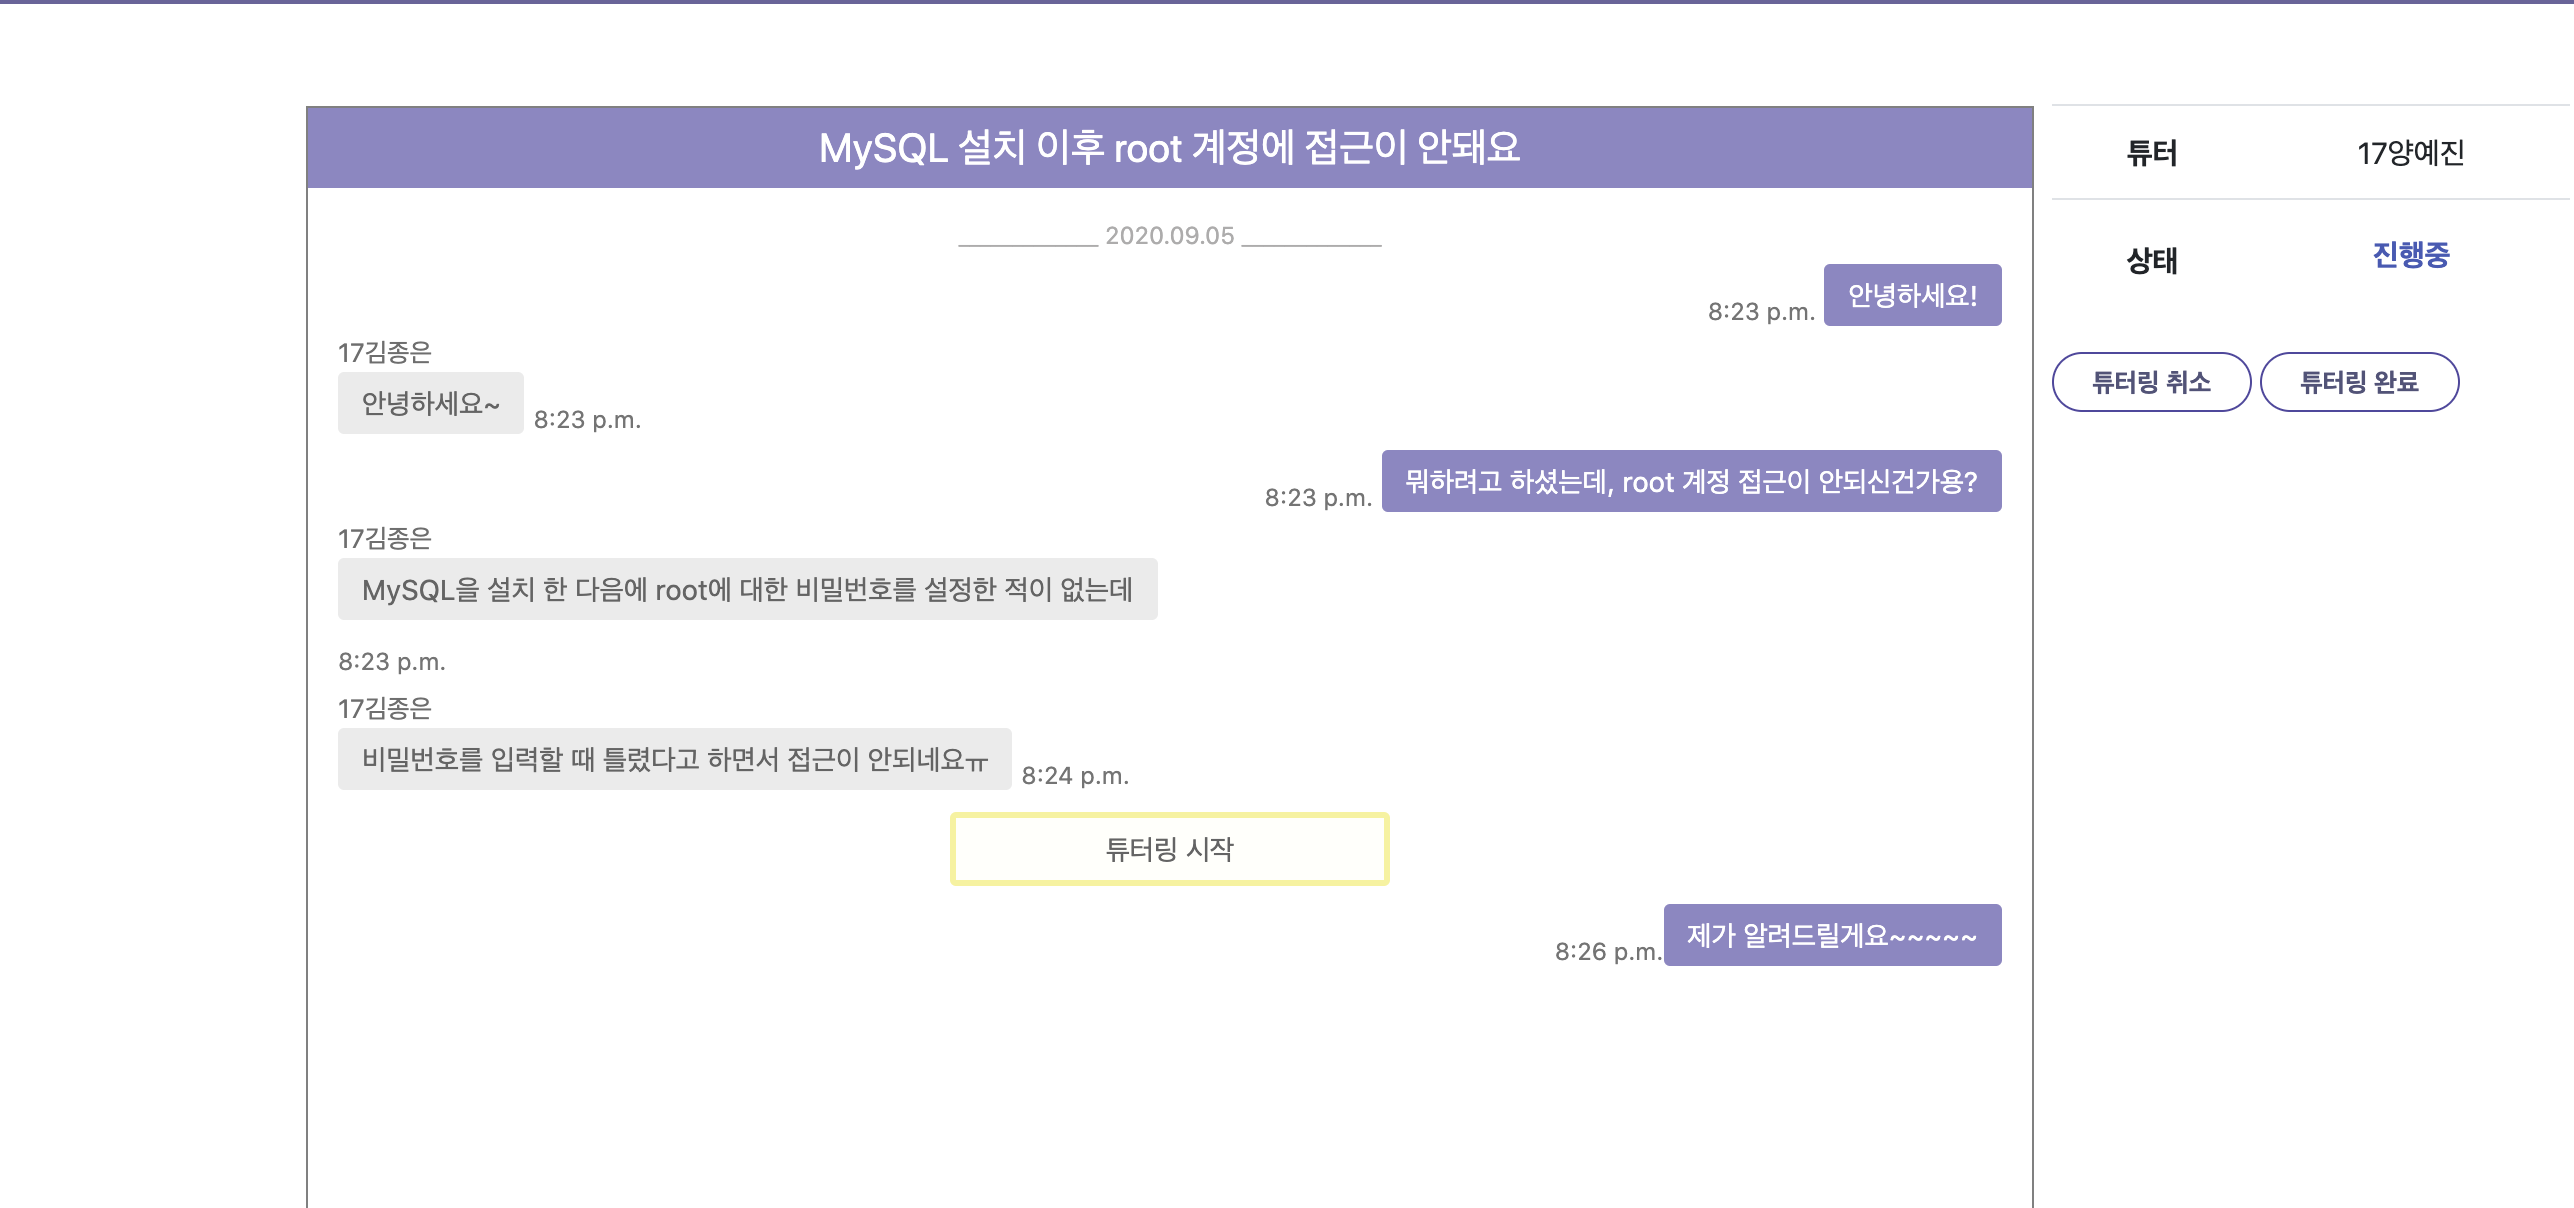 MySQL 설치 이후 root 계정에 접근이 안돼요
튜터 17양예진
상태 진행중
튜터링 취소 튜터링 완료
2020.09.05
8:23 p.m. 안녕하세요!
17김종은
안녕하세요~ 8:23 p.m.
8:23 p.m. 뭐하려고 하셨는데, root 계정 접근이 안되신건가용?
17김종은
MySQL을 설치 한 다음에 root에 대한 비밀번호를 설정한 적이 없는데
8:23 p.m.
17김종은
비밀번호를 입력할 때 틀렸다고 하면서 접근이 안되네요ㅠ 8:24 p.m.
튜터링 시작
8:26 p.m. 제가 알려드릴게요~~~~~